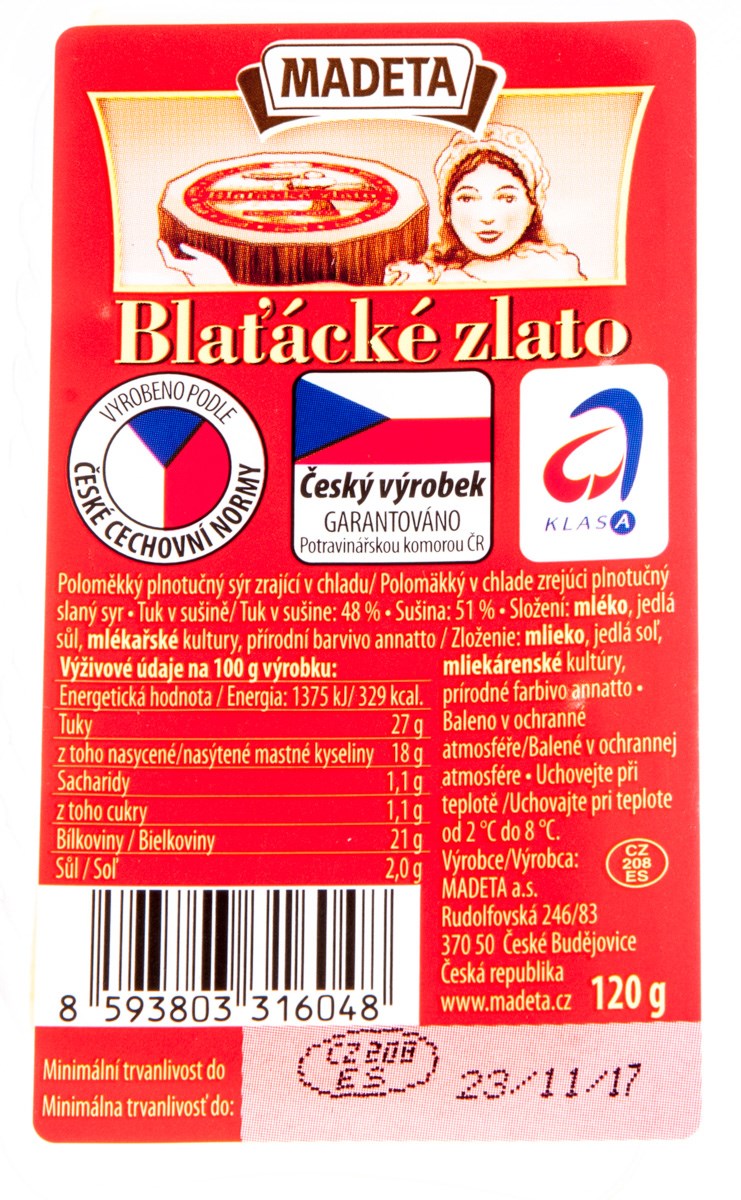 MADETA
Blaťácké zlato
Blaťácké zlato
VYROBENO PODLE
ČESKÉ CECHOVNÍ NORMY
Český výrobek
GARANTOVÁNO
Potravinářskou komorou ČR
KLASA
Poloměkký plnotučný sýr zrající v chladu/ Polomäkký v chlade zrejúci plnotučný
slaný syr • Tuk v sušině/ Tuk v sušine: 48 % • Sušina: 51 % • Složení: mléko, jedlá
sůl, mlékařské kultury, přírodní barvivo annatto / Zloženie: mlieko, jedlá soľ,
mliekárenské kultúry,
prírodné farbivo annatto •
Baleno v ochranné
atmosféře/Balené v ochrannej
atmosfére • Uchovejte při
teplotě /Uchovajte pri teplote
od 2 °C do 8 °C.
Výživové údaje na 100 g výrobku:
Energetická hodnota / Energia: 1375 kJ/ 329 kcal.
Tuky 27 g
z toho nasycené/nasýtené mastné kyseliny 18 g
Sacharidy 1,1 g
z toho cukry 1,1 g
Bílkoviny / Bielkoviny 21 g
Sůl / Soľ 2,0 g
Výrobce/Výrobca:
MADETA a.s.
Rudolfovská 246/83
370 50 České Budějovice
Česká republika
www.madeta.cz
CZ
208
ES
120 g
8 593803 316048
Minimální trvanlivost do
Minimálna trvanlivosť do:
CZ 208
ES
23/11/17